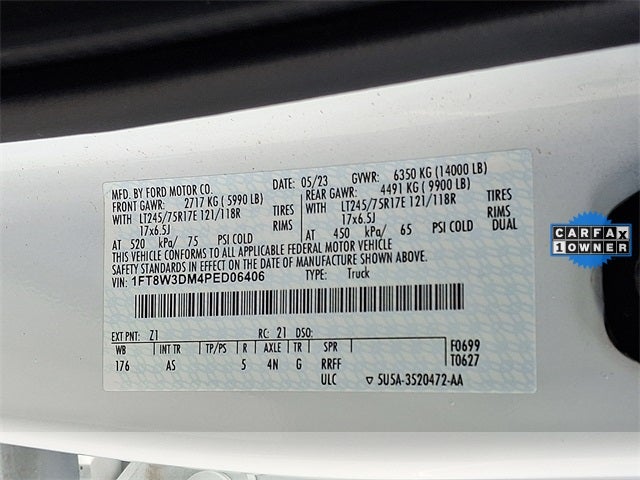 MFD. BY FORD MOTOR CO.
DATE: 05/23 GVWR: 6350 KG (14000 LB)
FRONT GAWR: 2717 KG ( 5990 LB)
REAR GAWR: 4491 KG ( 9900 LB)
WITH LT245/75R17E 121/118R TIRES
WITH LT245/75R17E 121/118R TIRES
17x6.5J RIMS
17x6.5J RIMS
AT 520 kPa/ 75 PSI COLD
AT 450 kPa/ 65 PSI COLD DUAL
THIS VEHICLE CONFORMS TO ALL APPLICABLE FEDERAL MOTOR VEHICLE
SAFETY STANDARDS IN EFFECT ON THE DATE OF MANUFACTURE SHOWN ABOVE.
VIN: 1FT8W3DM4PED06406 TYPE: Truck
EXT PNT: Z1 RC: 21 DSO:
WB INT TR TP/PS R AXLE TR SPR F0699
176 AS 5 4N G RRFF T0627
ULC ▽ 5U5A-3520472-AA
CARFAX
1 OWNER